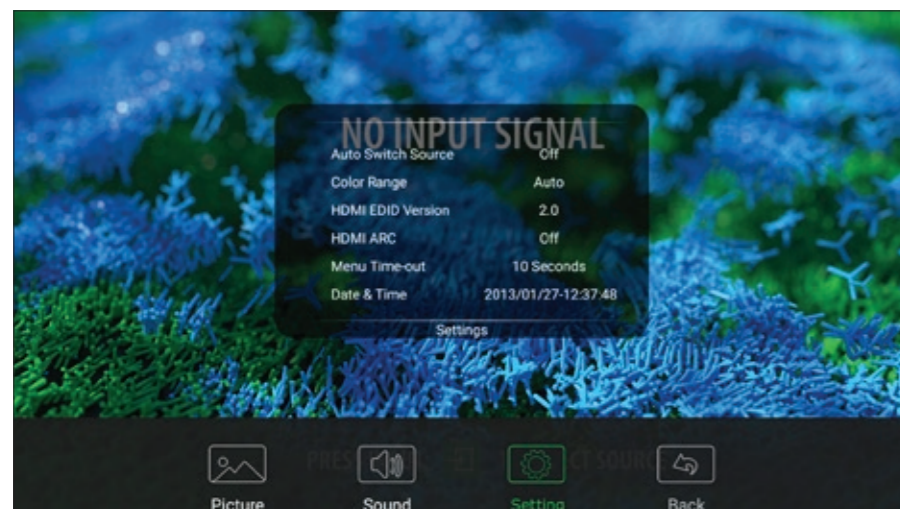 NO INPUT SIGNAL
Auto Switch Source Off
Color Range Auto
HDMI EDID Version 2.0
HDMI ARC Off
Menu Time-out 10 Seconds
Date & Time 2013/01/27-12:37:48
Settings
Picture Sound Setting Back